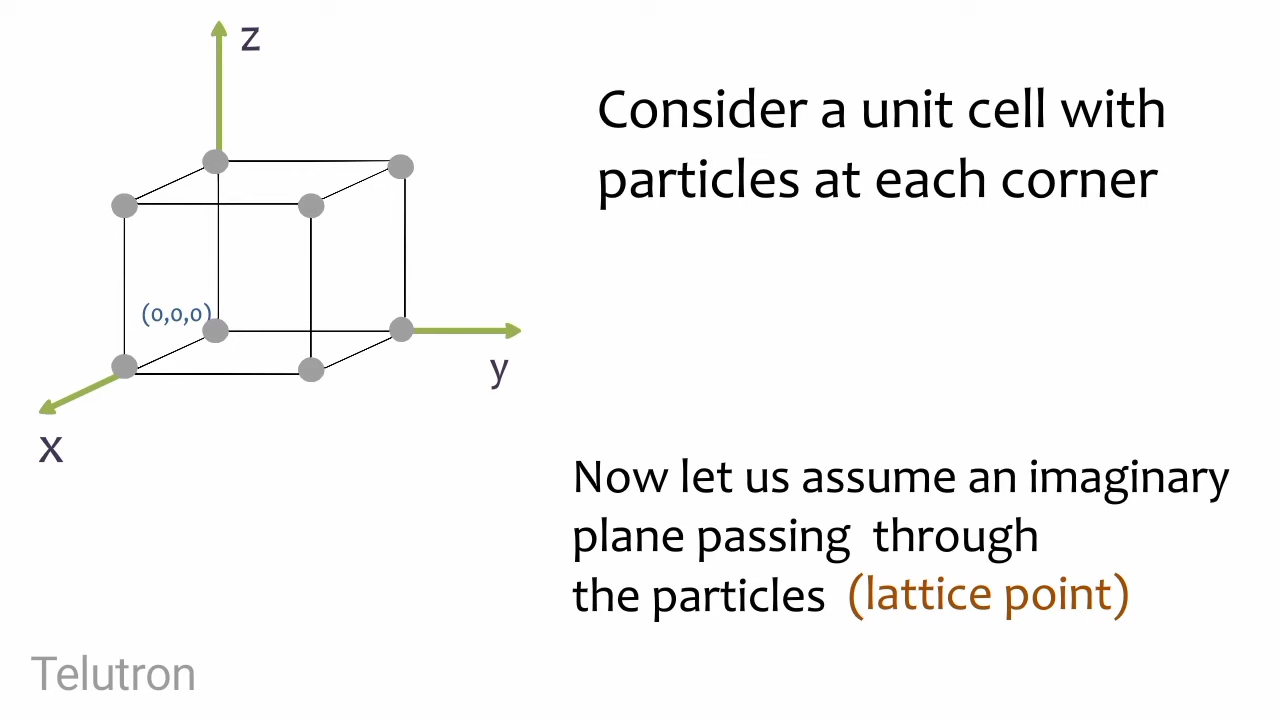 z
Consider a unit cell with
particles at each corner
(0,0,0)
y
x
Now let us assume an imaginary
plane passing through
the particles (lattice point)
Telutron